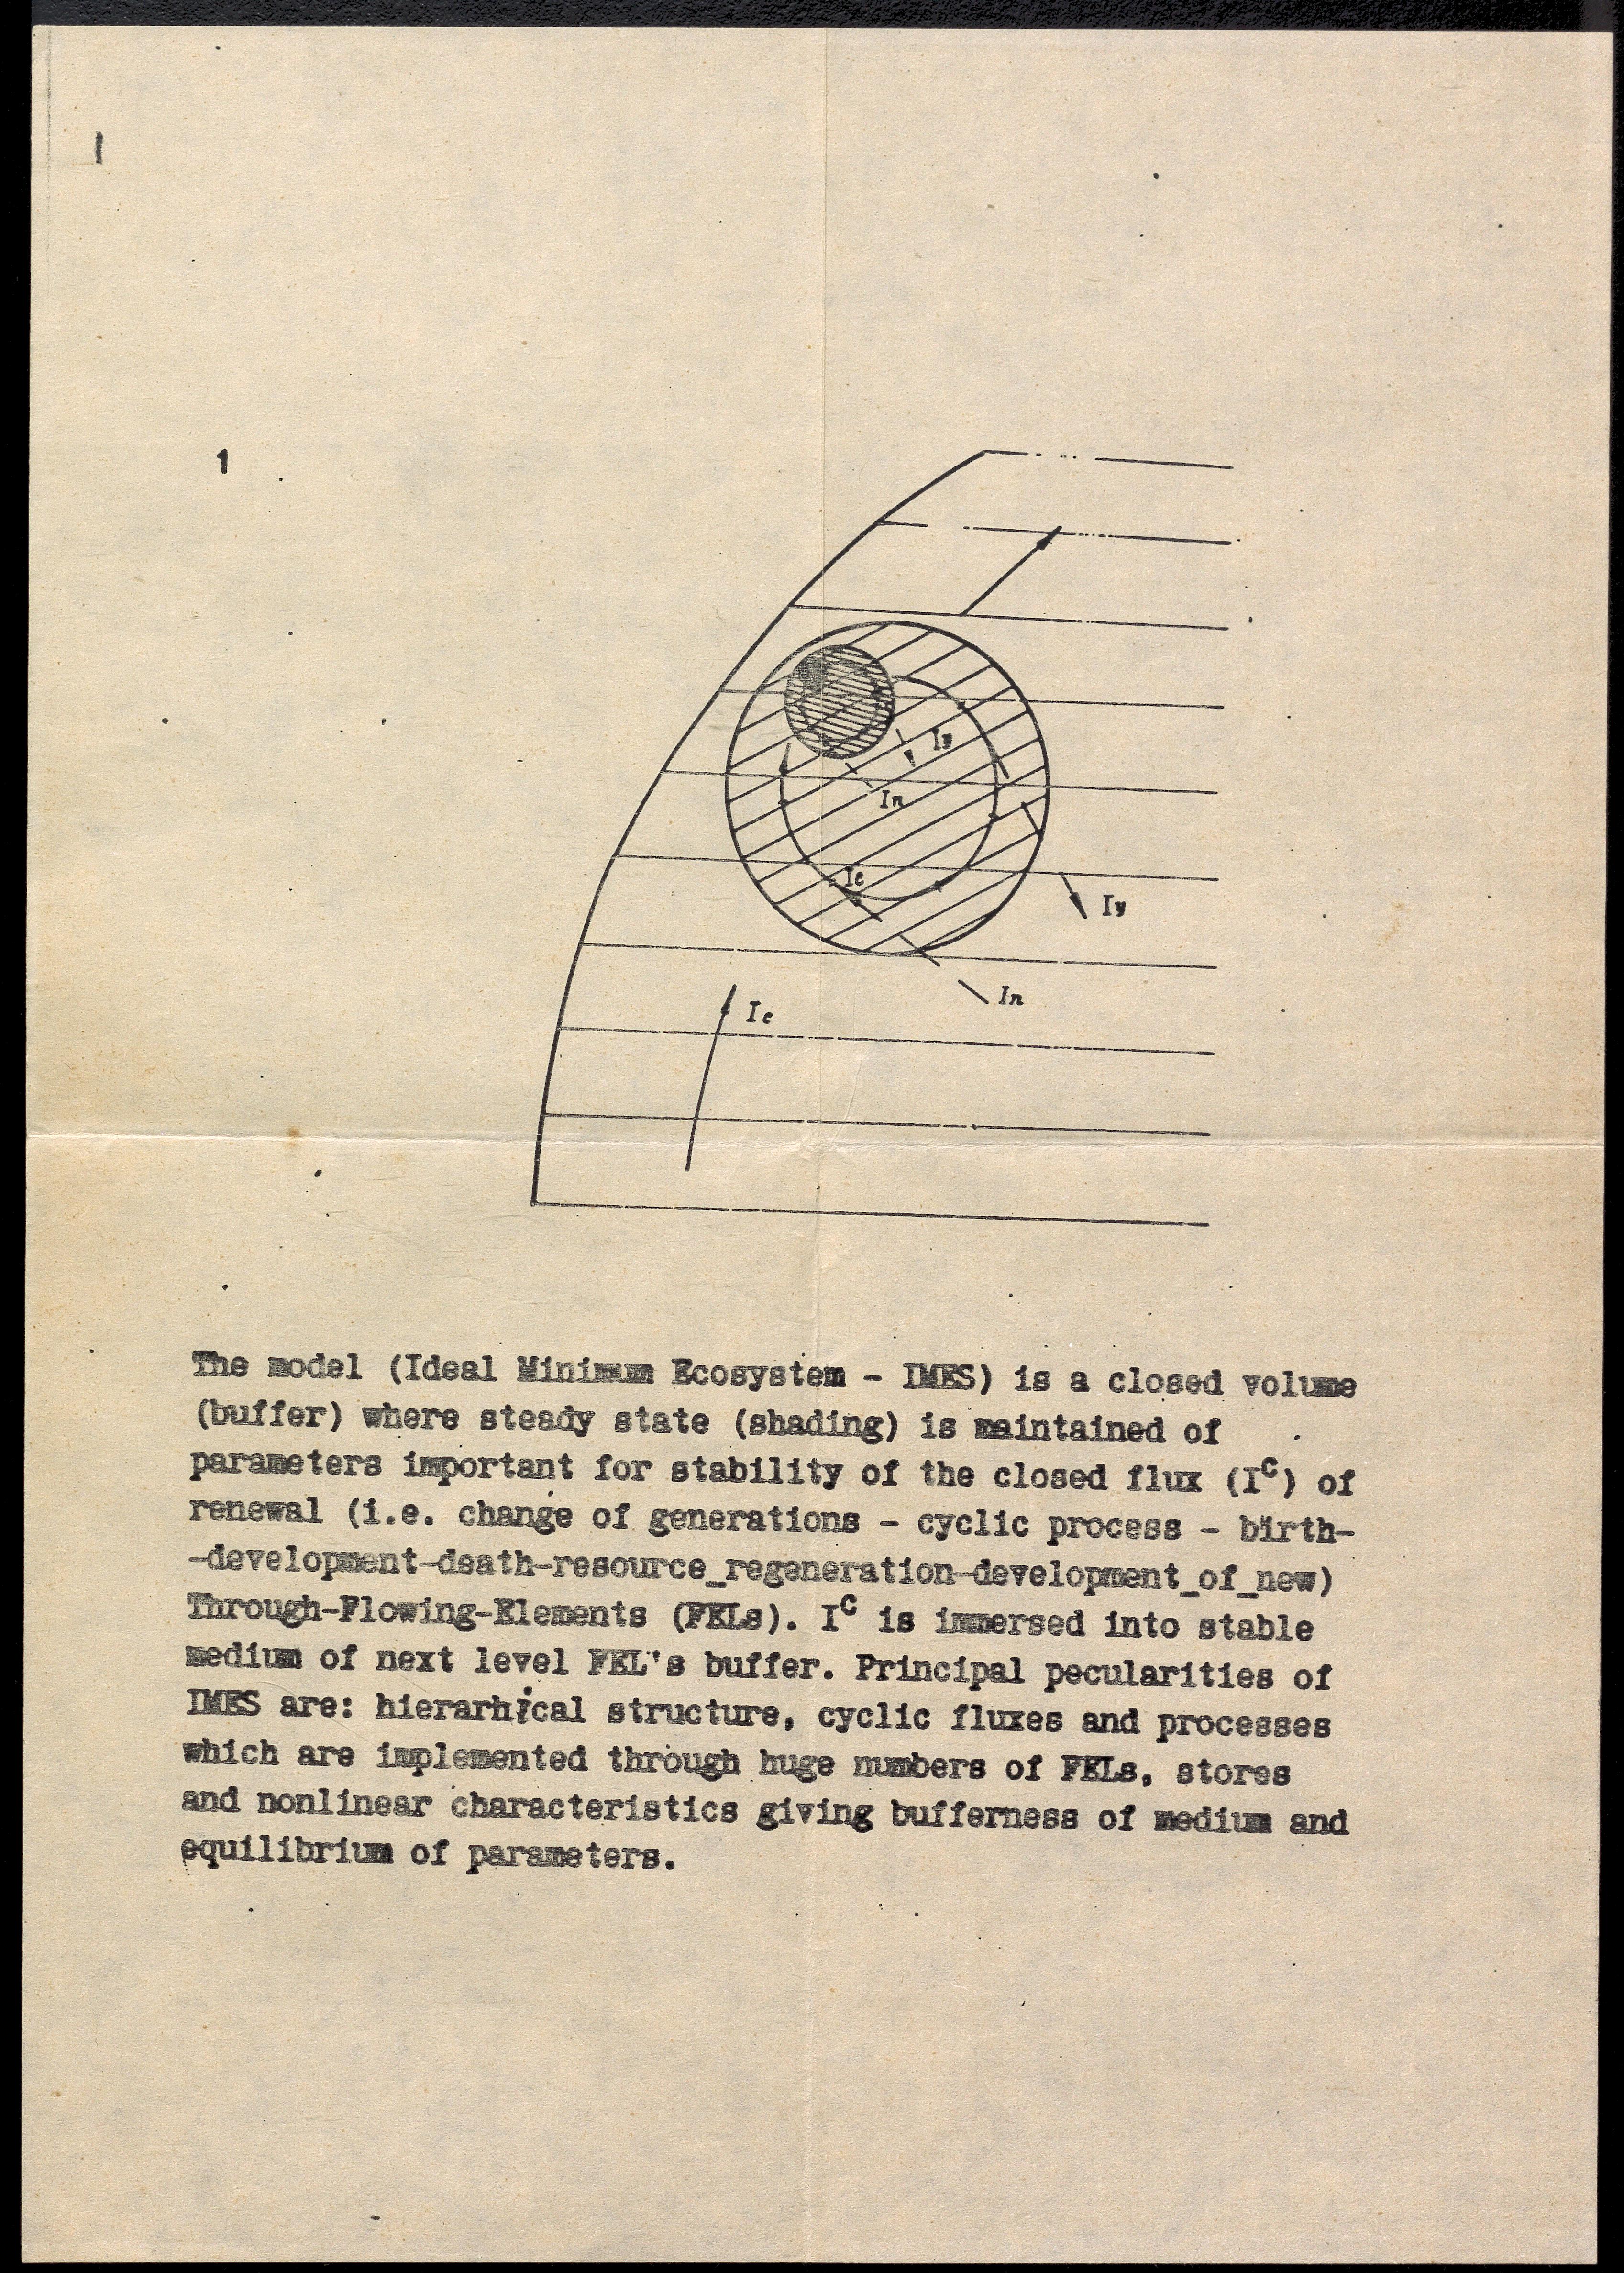 1
Iy
In
Ic
Iy
In
Ic
The model (Ideal Minimum Ecosystem - IMES) is a closed volume
(buffer) where steady state (shading) is maintained of
parameters important for stability of the closed flux (I^c) of
renewal (i.e. change of generations - cyclic process - birth-
-development-death-resource_regeneration-development_of_new)
Through-Flowing-Elements (FELs). I^c is immersed into stable
medium of next level FEL's buffer. Principal pecularities of
IMES are: hierarhical structure, cyclic fluxes and processes
which are implemented through huge numbers of FELs, stores
and nonlinear characteristics giving bufferness of medium and
equilibrium of parameters.